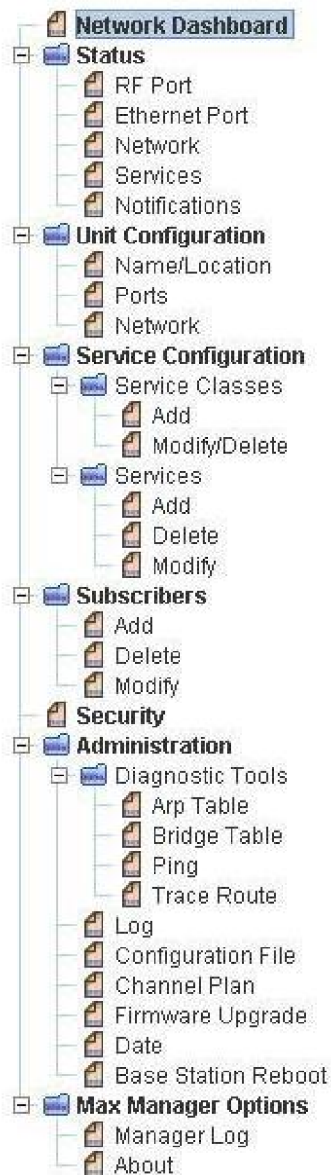 Network Dashboard
Status
RF Port
Ethernet Port
Network
Services
Notifications
Unit Configuration
Name/Location
Ports
Network
Service Configuration
Service Classes
Add
Modify/Delete
Services
Add
Delete
Modify
Subscribers
Add
Delete
Modify
Security
Administration
Diagnostic Tools
Arp Table
Bridge Table
Ping
Trace Route
Log
Configuration File
Channel Plan
Firmware Upgrade
Date
Base Station Reboot
Max Manager Options
Manager Log
About